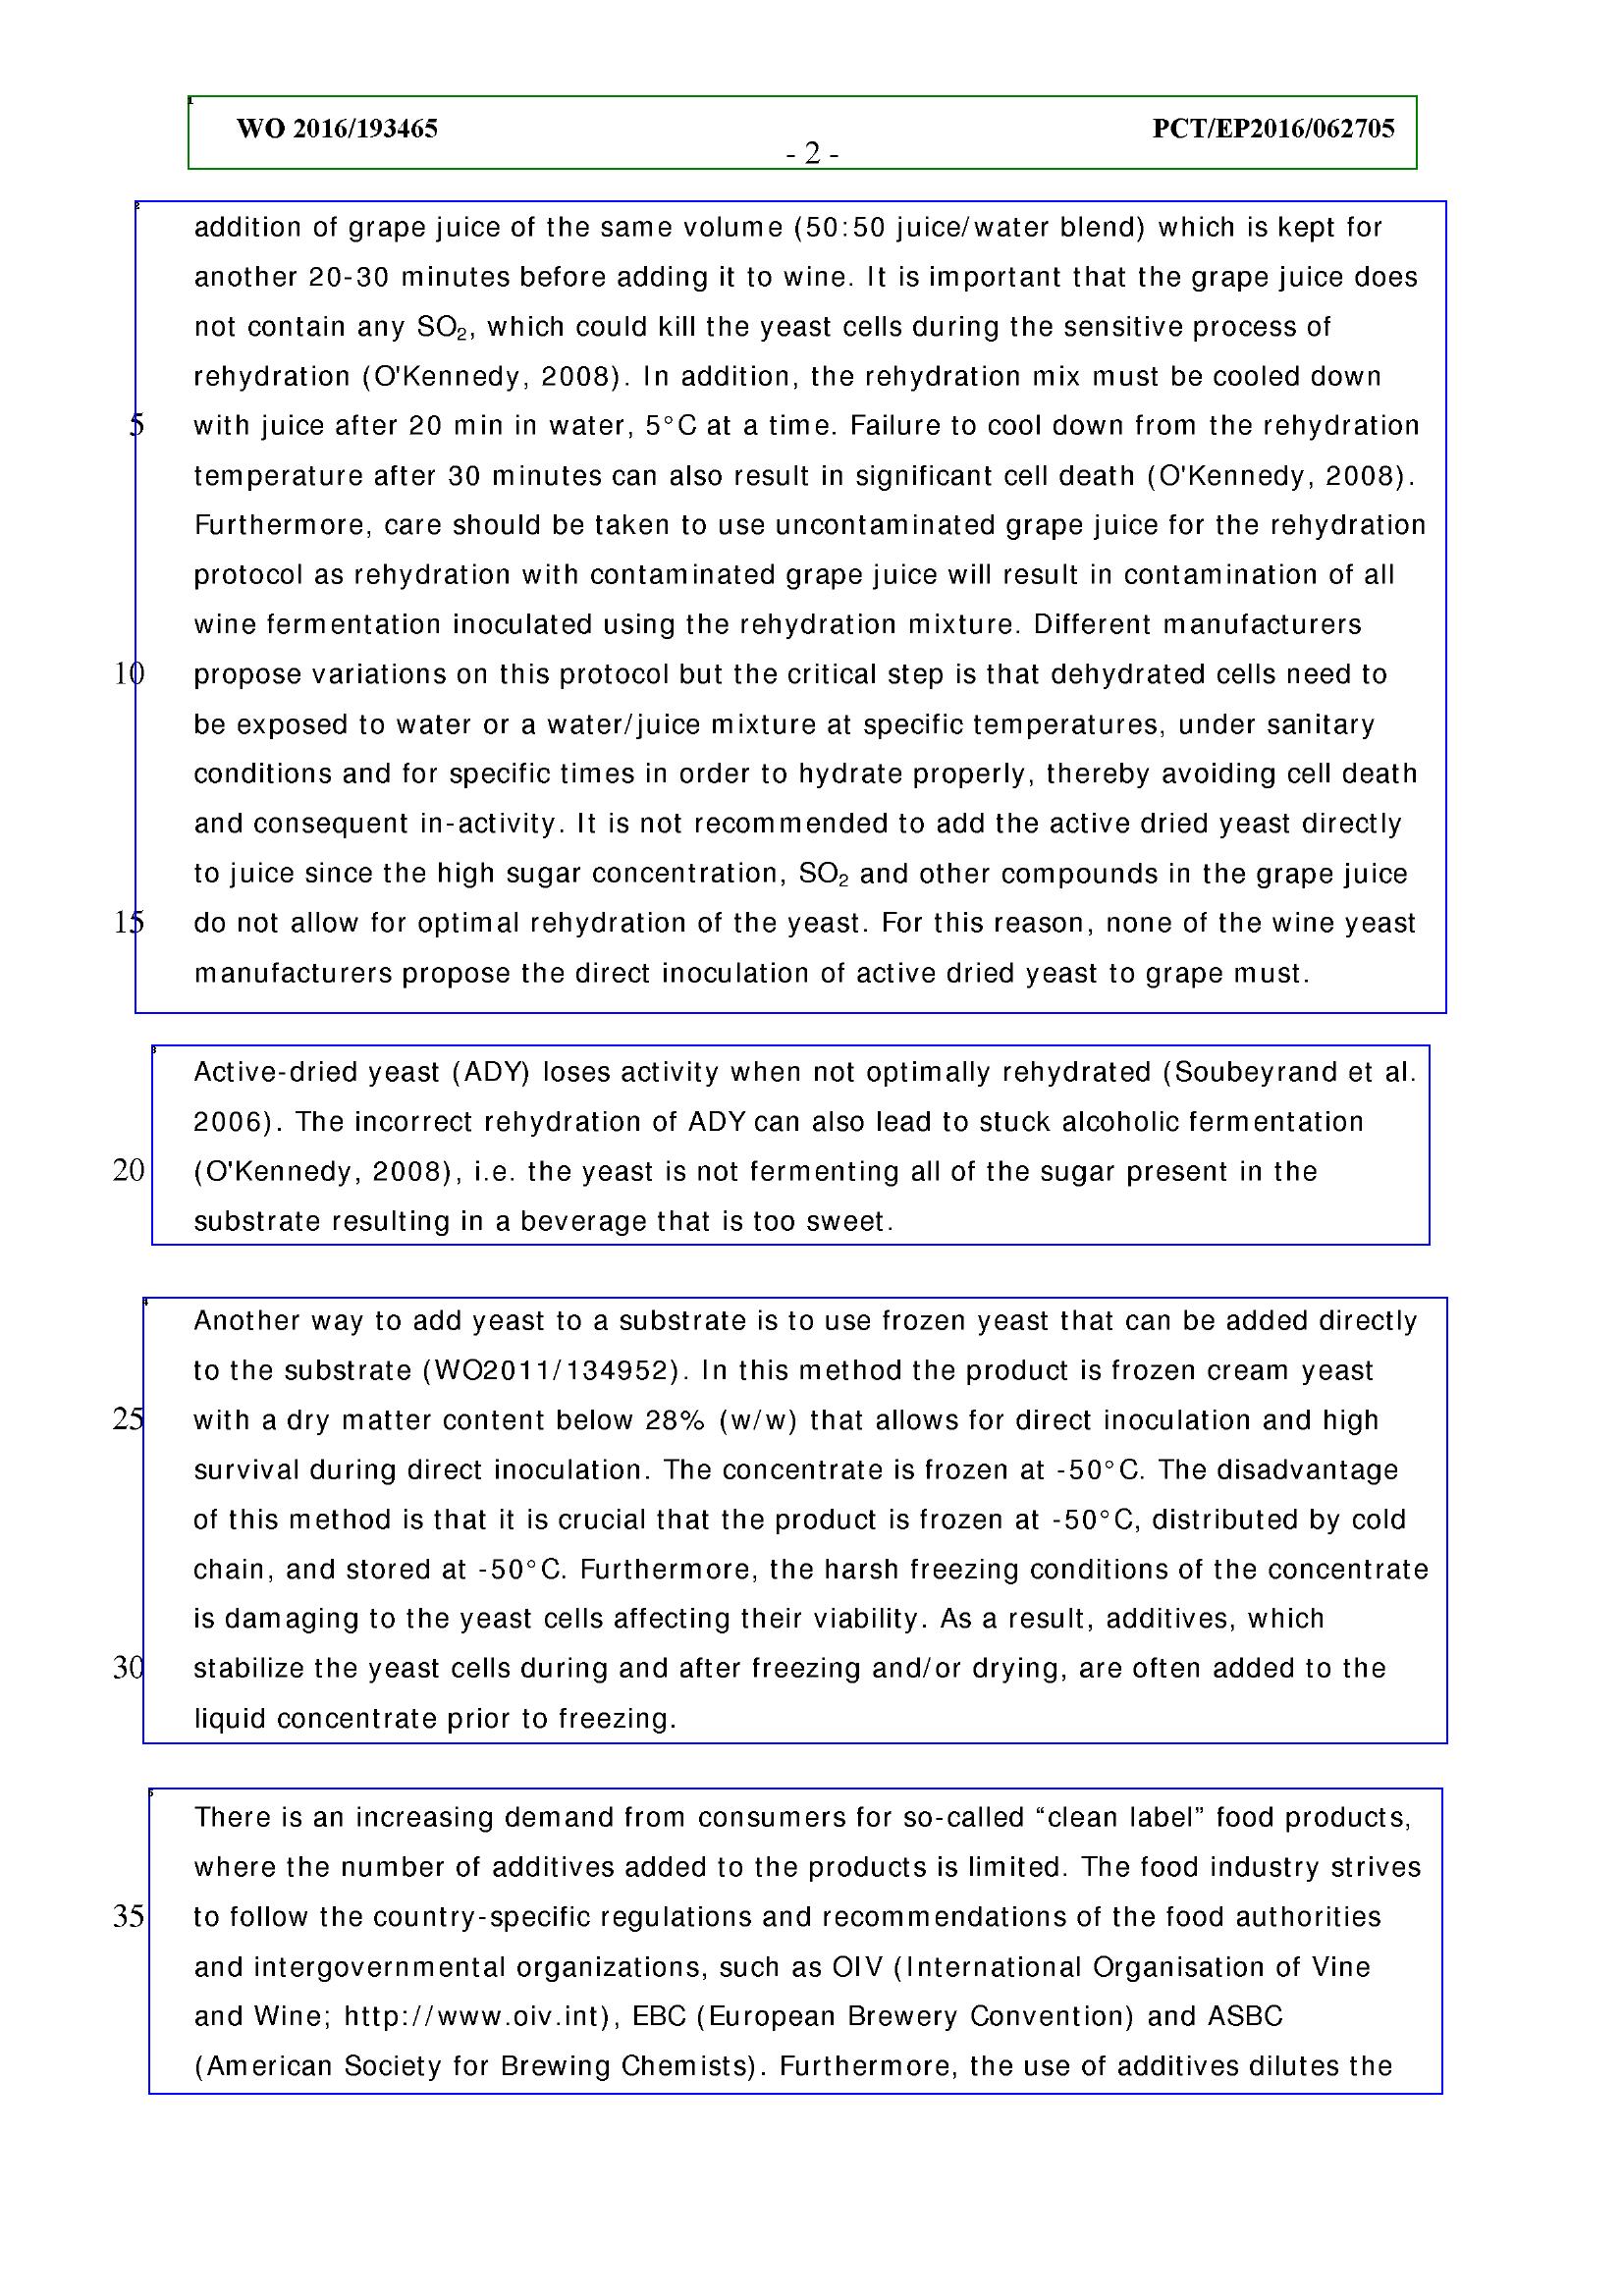 WO 2016/193465 PCT/EP2016/062705
- 2 -
addition of grape juice of the same volume (50:50 juice/water blend) which is kept for
another 20-30 minutes before adding it to wine. It is important that the grape juice does
not contain any SO₂, which could kill the yeast cells during the sensitive process of
rehydration (O'Kennedy, 2008). In addition, the rehydration mix must be cooled down
5 with juice after 20 min in water, 5°C at a time. Failure to cool down from the rehydration
temperature after 30 minutes can also result in significant cell death (O'Kennedy, 2008).
Furthermore, care should be taken to use uncontaminated grape juice for the rehydration
protocol as rehydration with contaminated grape juice will result in contamination of all
wine fermentation inoculated using the rehydration mixture. Different manufacturers
10 propose variations on this protocol but the critical step is that dehydrated cells need to
be exposed to water or a water/juice mixture at specific temperatures, under sanitary
conditions and for specific times in order to hydrate properly, thereby avoiding cell death
and consequent in-activity. It is not recommended to add the active dried yeast directly
to juice since the high sugar concentration, SO₂ and other compounds in the grape juice
15 do not allow for optimal rehydration of the yeast. For this reason, none of the wine yeast
manufacturers propose the direct inoculation of active dried yeast to grape must.
Active-dried yeast (ADY) loses activity when not optimally rehydrated (Soubeyrand et al.
2006). The incorrect rehydration of ADY can also lead to stuck alcoholic fermentation
20 (O'Kennedy, 2008), i.e. the yeast is not fermenting all of the sugar present in the
substrate resulting in a beverage that is too sweet.
Another way to add yeast to a substrate is to use frozen yeast that can be added directly
to the substrate (WO2011/134952). In this method the product is frozen cream yeast
25 with a dry matter content below 28% (w/w) that allows for direct inoculation and high
survival during direct inoculation. The concentrate is frozen at -50°C. The disadvantage
of this method is that it is crucial that the product is frozen at -50°C, distributed by cold
chain, and stored at -50°C. Furthermore, the harsh freezing conditions of the concentrate
is damaging to the yeast cells affecting their viability. As a result, additives, which
30 stabilize the yeast cells during and after freezing and/or drying, are often added to the
liquid concentrate prior to freezing.
There is an increasing demand from consumers for so-called “clean label” food products,
where the number of additives added to the products is limited. The food industry strives
35 to follow the country-specific regulations and recommendations of the food authorities
and intergovernmental organizations, such as OIV (International Organisation of Vine
and Wine; http://www.oiv.int), EBC (European Brewery Convention) and ASBC
(American Society for Brewing Chemists). Furthermore, the use of additives dilutes the